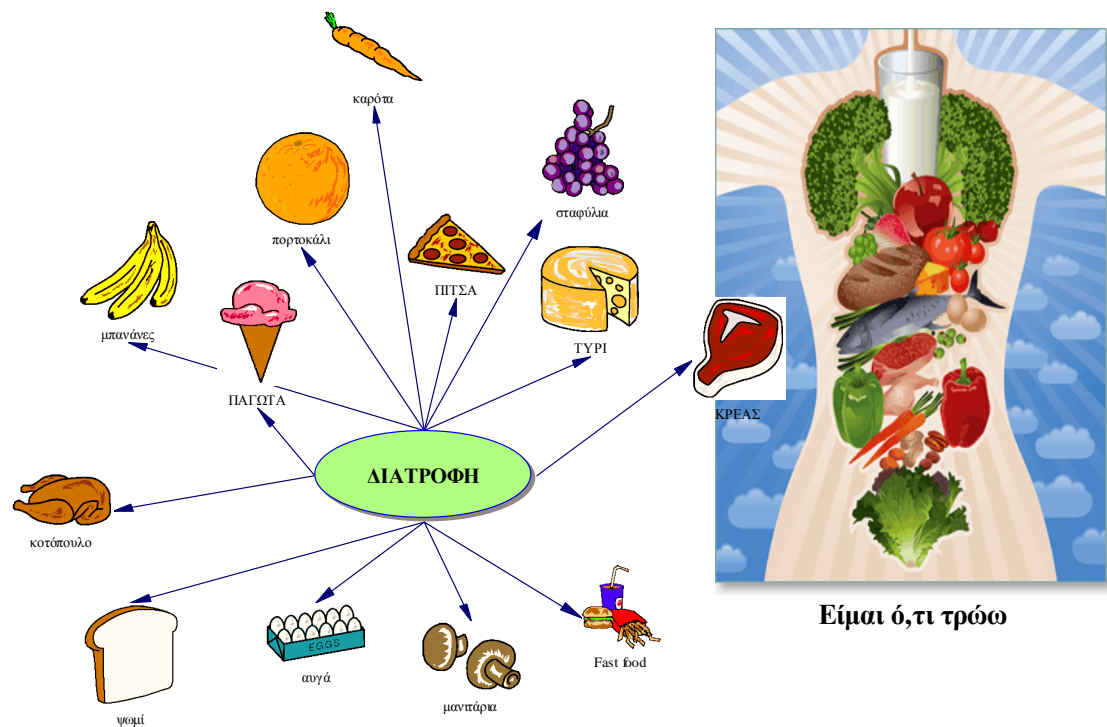 καρότα
πορτοκάλι
σταφύλια
ΠΙΤΣΑ
μπανάνες
ΤΥΡΙ
ΠΑΓΩΤΑ
ΚΡΕΑΣ
ΔΙΑΤΡΟΦΗ
κοτόπουλο
EGGS
αυγά
μανιτάρια
Fast food
ψωμί
Είμαι ό,τι τρώω